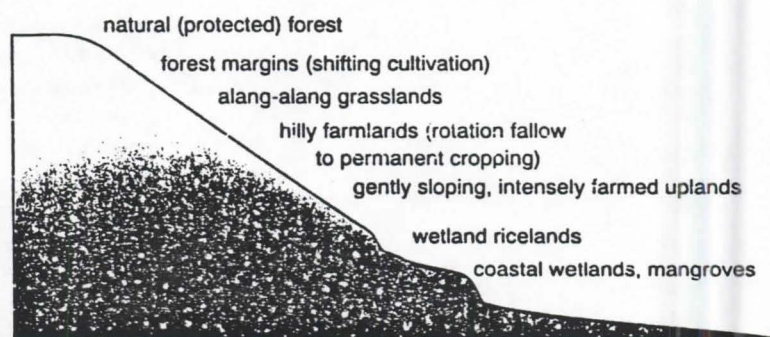 natural (protected) forest
forest margins (shifting cultivation)
alang-alang grasslands
hilly farmlands (rotation fallow
to permanent cropping)
gently sloping, intensely farmed uplands
wetland ricelands
coastal wetlands, mangroves